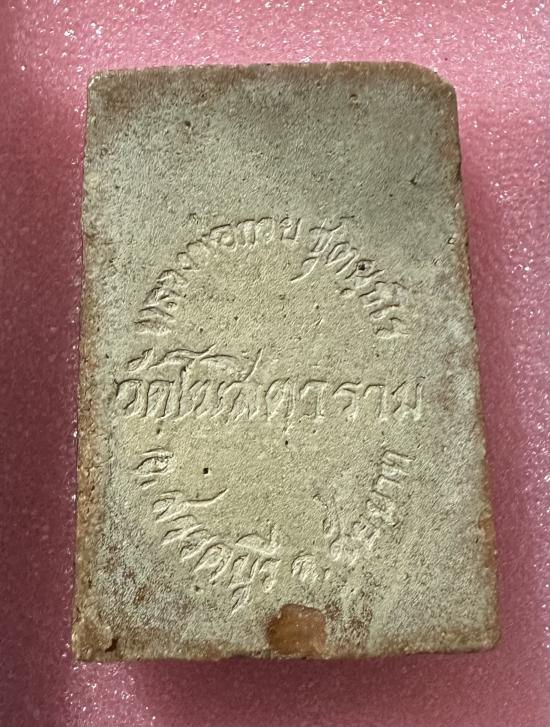 หลวงพ่อกวย ชุตินฺธโร
วัดโฆสิตาราม
อ.สรรคบุรี จ.ชัยนาท